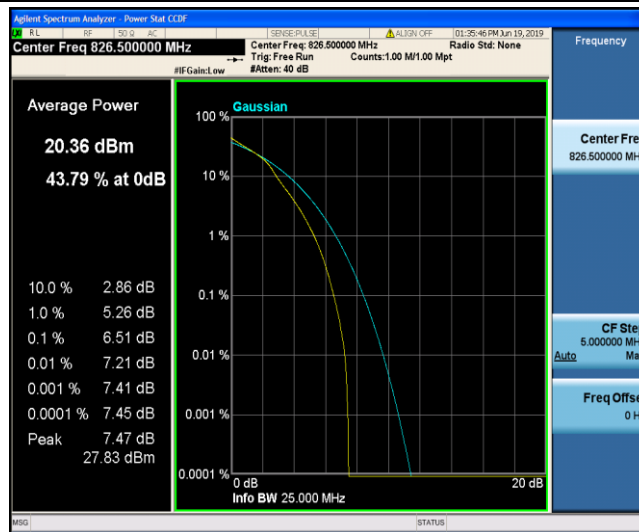 Agilent Spectrum Analyzer - Power Stat CCDF
RL RF 50 Ω AC SENSE:PULSE ALIGN OFF 01:35:46 PM Jun 19, 2019
Center Freq 826.500000 MHz
Center Freq: 826.500000 MHz Radio Std: None
Trig: Free Run Counts:1.00 M/1.00 Mpt
#IFGain:Low #Atten: 40 dB
Frequency
Average Power
20.36 dBm
43.79 % at 0dB
10.0 % 2.86 dB
1.0 % 5.26 dB
0.1 % 6.51 dB
0.01 % 7.21 dB
0.001 % 7.41 dB
0.0001 % 7.45 dB
Peak 7.47 dB
27.83 dBm
Gaussian
100 %
10 %
1 %
0.1 %
0.01 %
0.001 %
0.0001 %
0 dB 20 dB
Info BW 25.000 MHz
Center Fre
826.500000 MH
CF Ste
5.000000 MH
Auto Ma
Freq Offse
0 H
MSG STATUS